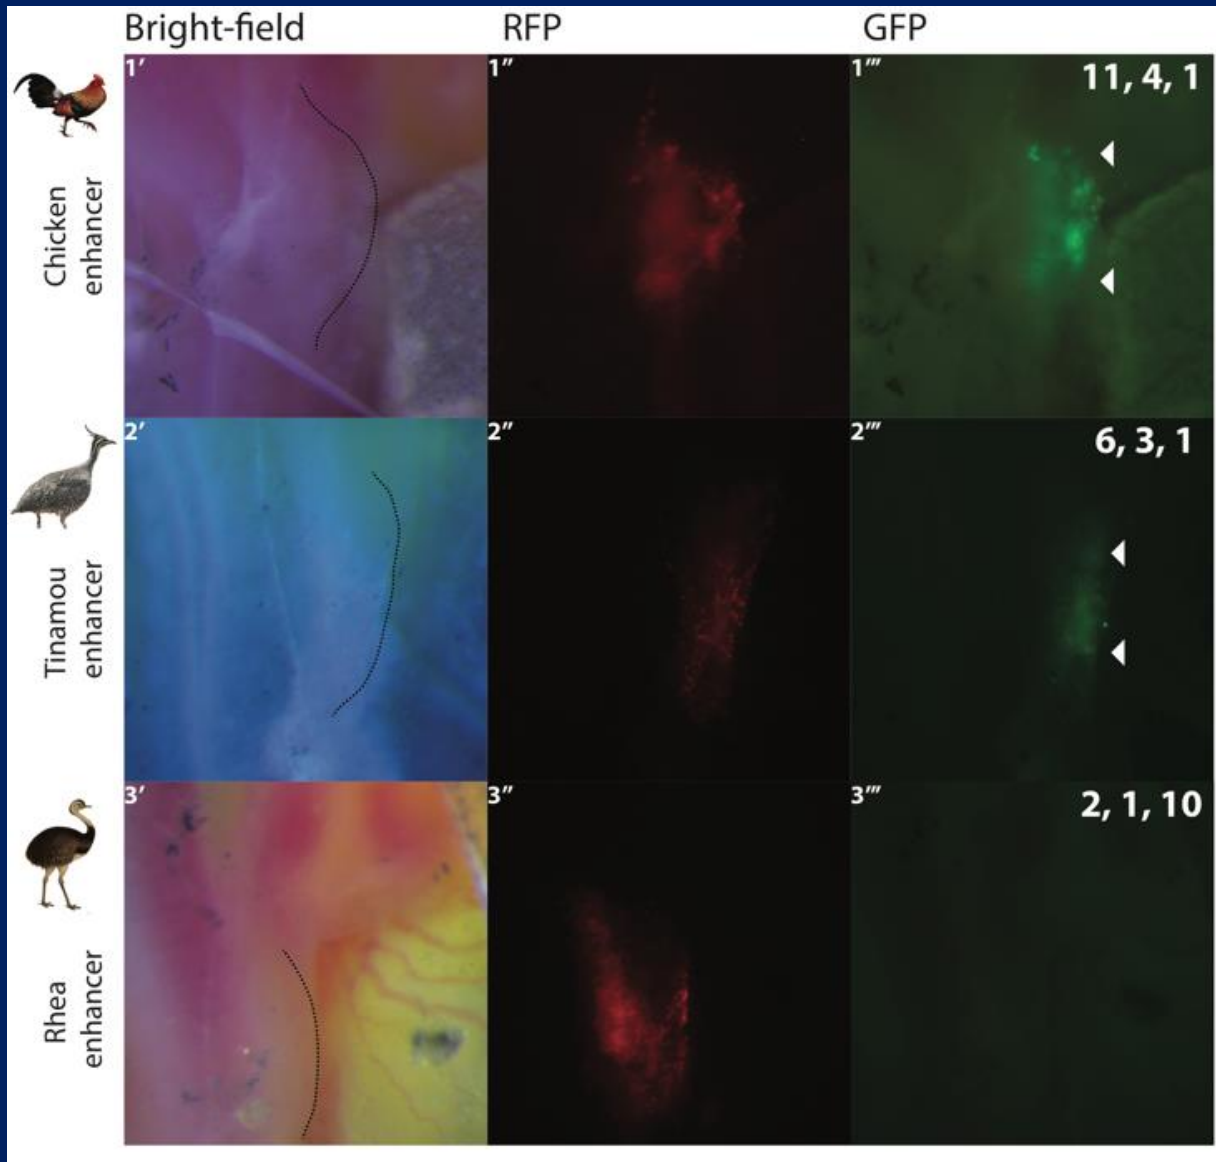 Bright-field
RFP
GFP
Chicken
enhancer
1′
1″
1‴
11, 4, 1
Tinamou
enhancer
2′
2″
2‴
6, 3, 1
Rhea
enhancer
3′
3″
3‴
2, 1, 10